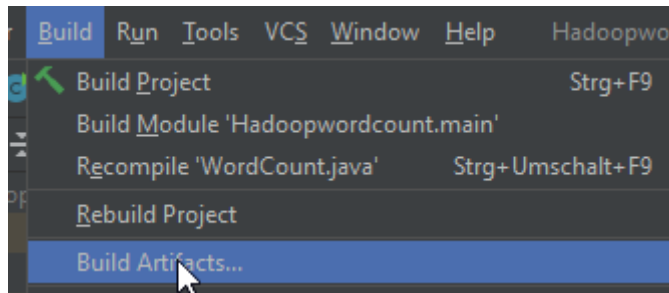 Build Run Tools VCS Window Help Hadoopwo
Build Project Strg+F9
Build Module 'Hadoopwordcount.main'
Recompile 'WordCount.java' Strg+Umschalt+F9
Rebuild Project
Build Artifacts...